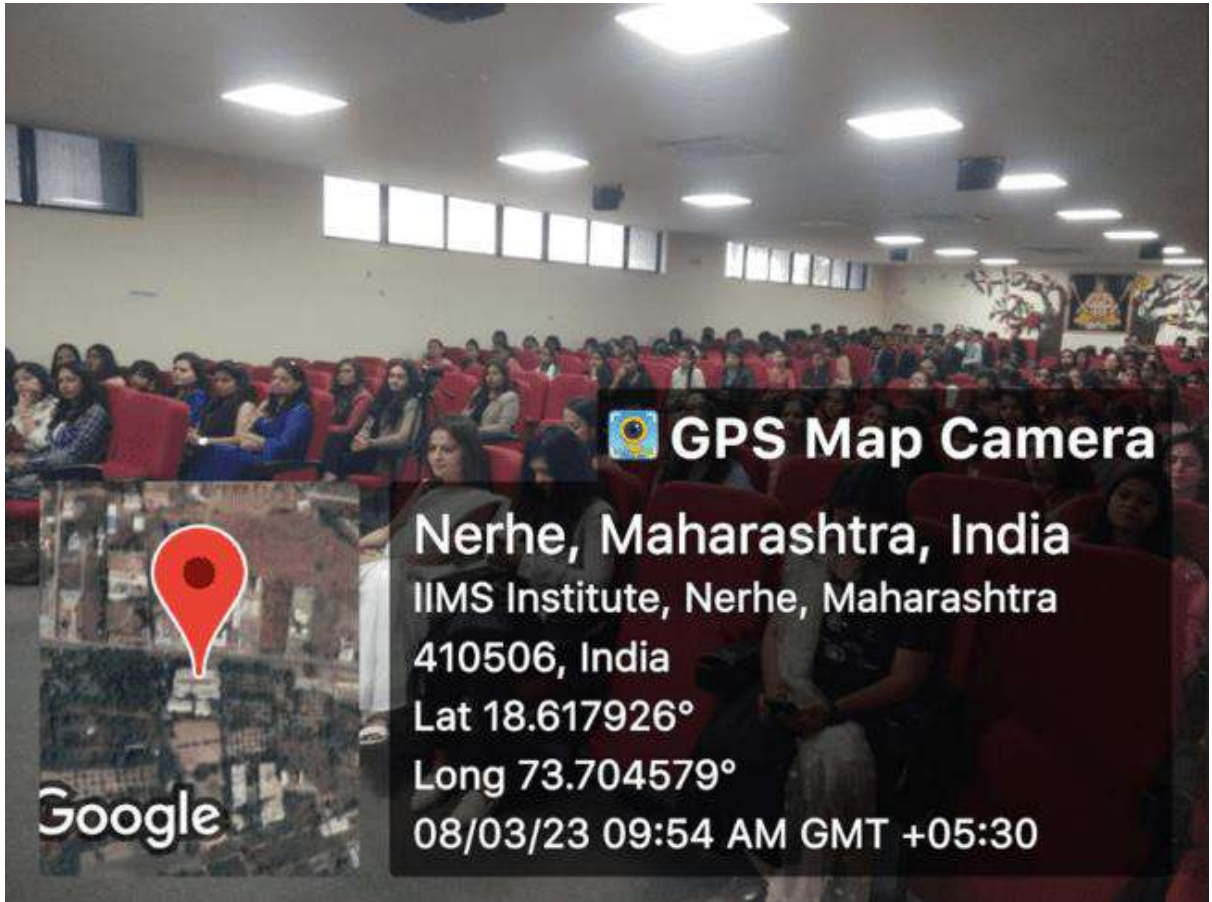 GPS Map Camera
Nerhe, Maharashtra, India
IIMS Institute, Nerhe, Maharashtra
410506, India
Lat 18.617926°
Long 73.704579°
08/03/23 09:54 AM GMT +05:30
Google